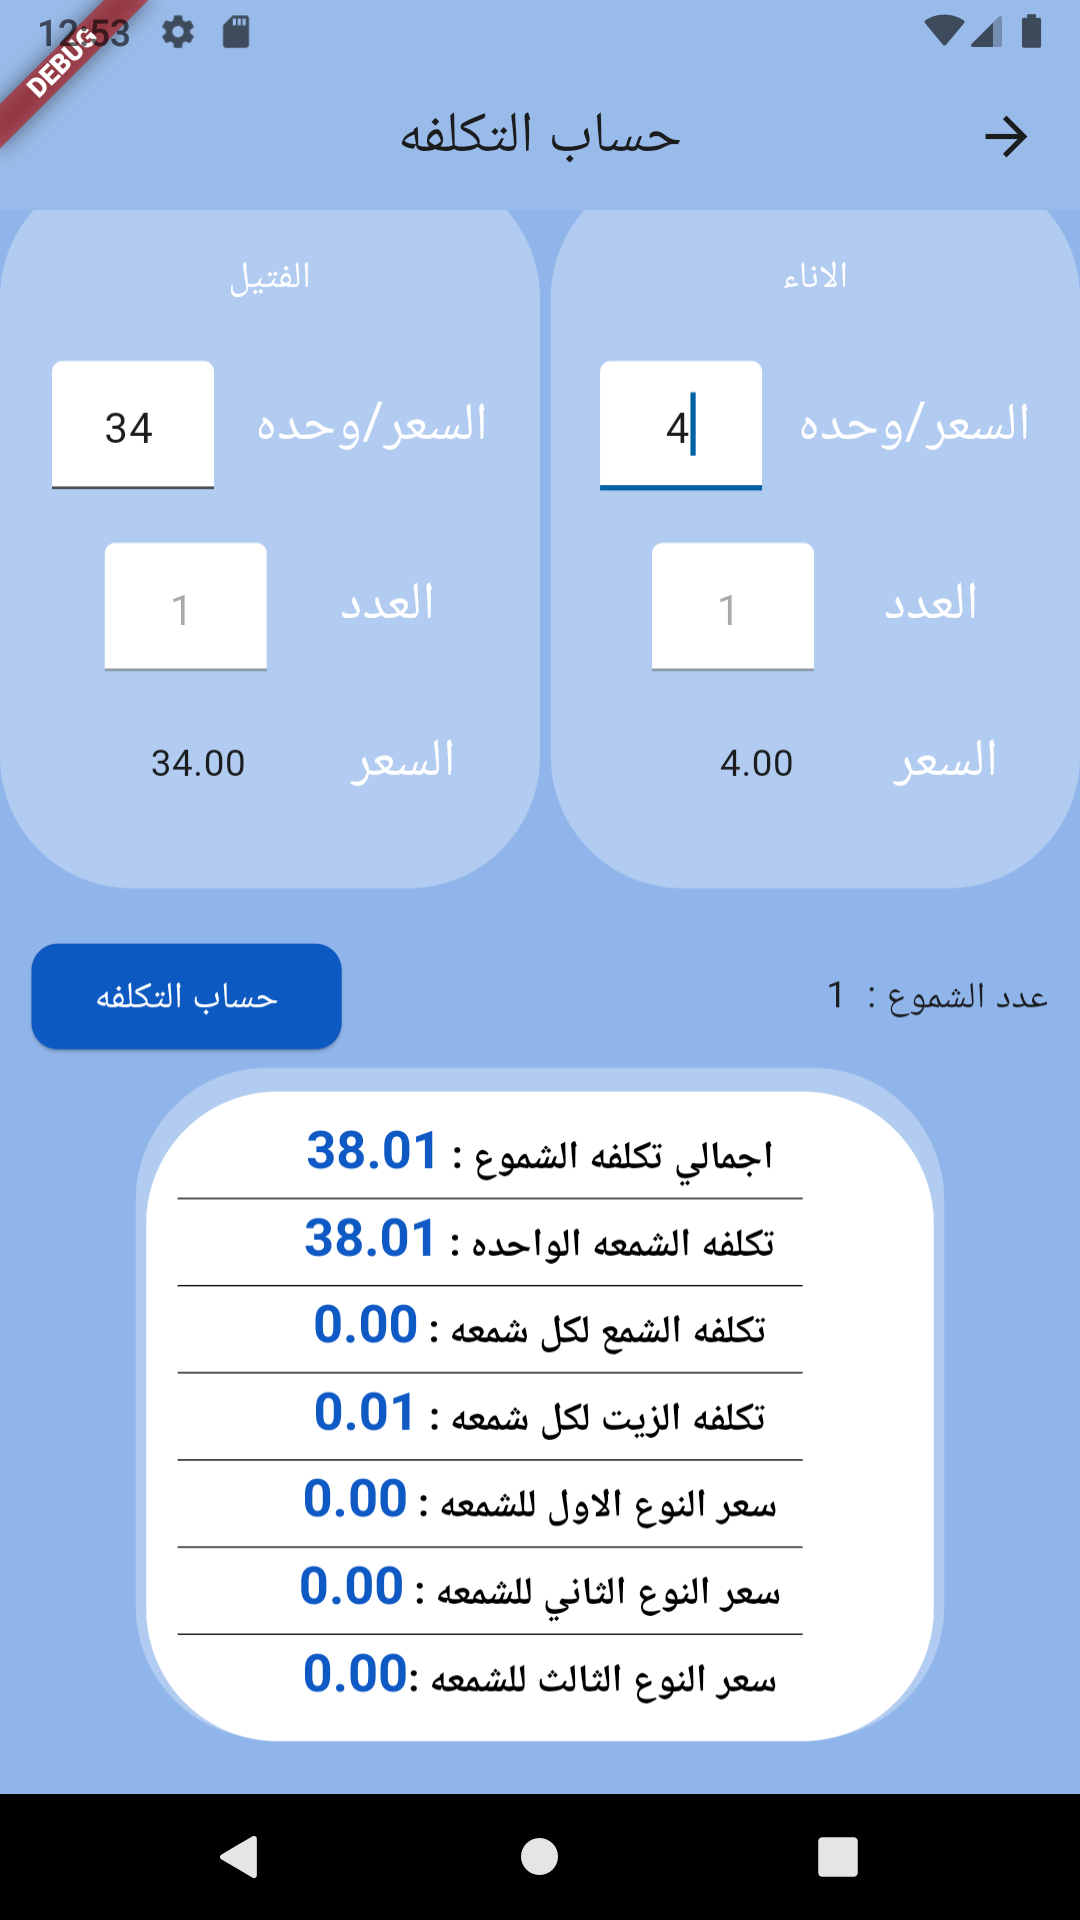 12:53
DEBUG
حساب التكلفه
الاناء
السعر/وحده 4
العدد 1
السعر 4.00
الفتيل
السعر/وحده 34
العدد 1
السعر 34.00
عدد الشموع : 1
حساب التكلفه
اجمالي تكلفه الشموع : 38.01
تكلفه الشمعه الواحده : 38.01
تكلفه الشمع لكل شمعه : 0.00
تكلفه الزيت لكل شمعه : 0.01
سعر النوع الاول للشمعه : 0.00
سعر النوع الثاني للشمعه : 0.00
سعر النوع الثالث للشمعه :0.00